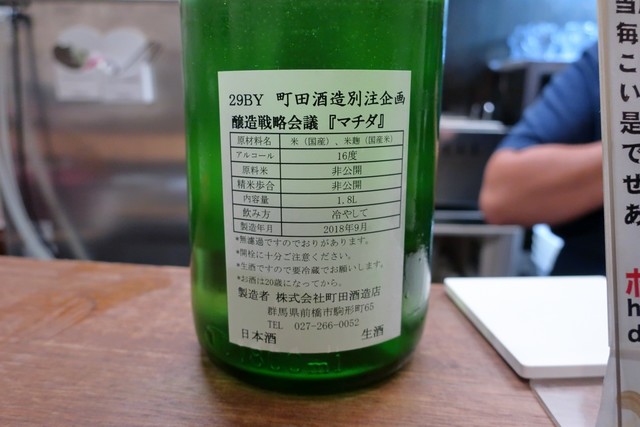 29BY 町田酒造別注企画
醸造戦略会議『マチダ』
原材料名 米(国産)、米麹(国産米)
アルコール 16度
原料米 非公開
精米歩合 非公開
内容量 1.8L
飲み方 冷やして
製造年月 2018年9月
*無濾過ですのでおりがあります。
*開栓に十分ご注意ください。
*生酒ですので要冷蔵でお願いします。
*お酒は20歳になってから。
製造者 株式会社町田酒造店
群馬県前橋市駒形町65
TEL 027-266-0052
日本酒 生酒
1800ml
毎
こ
い
是
で
ぜ
あ
h
d